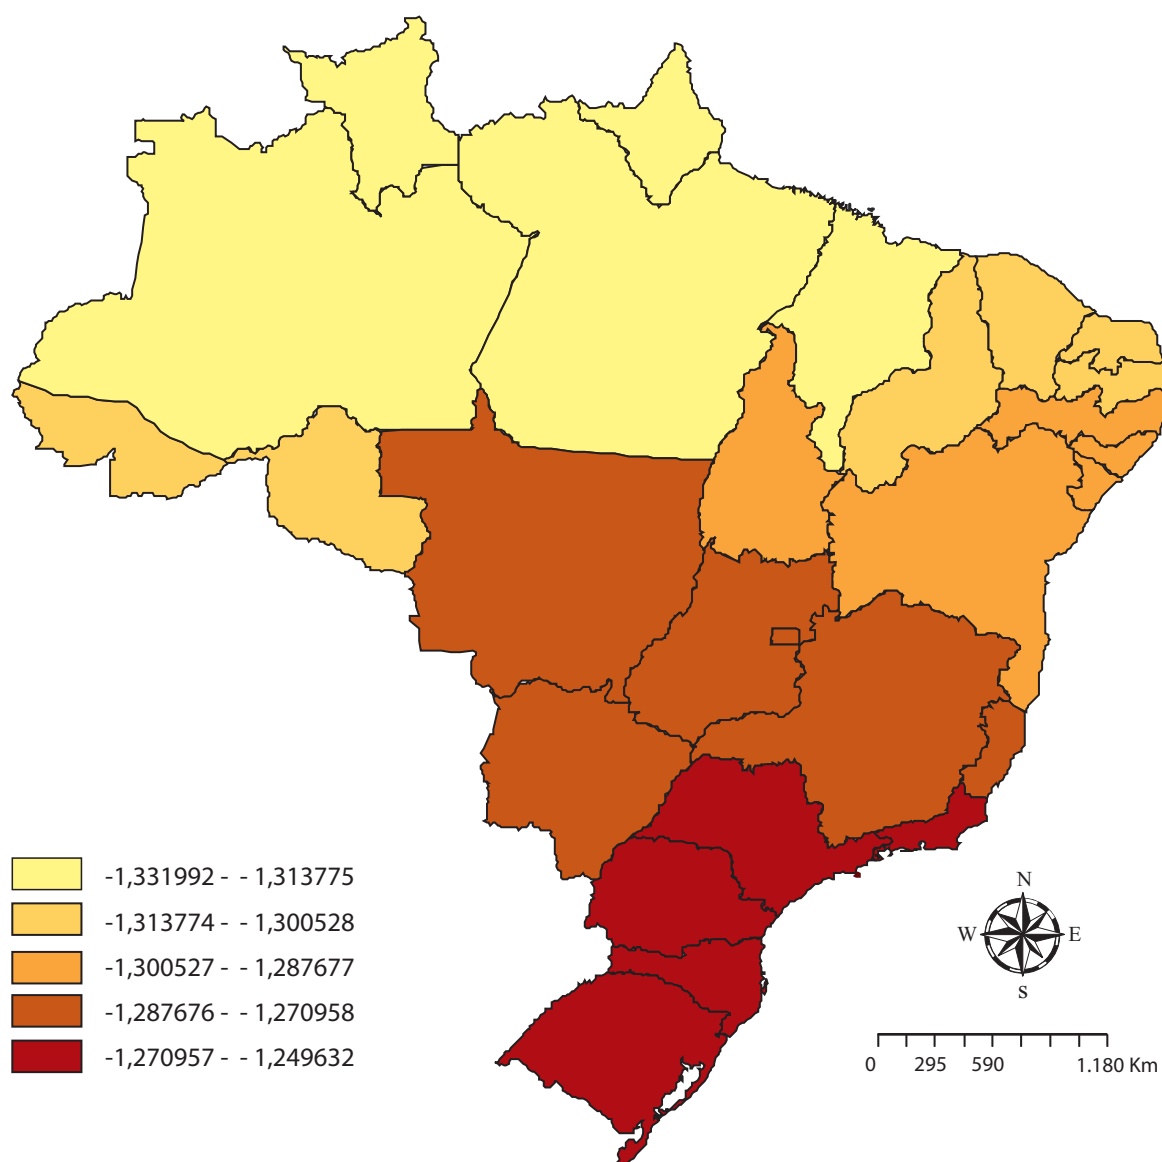 -1,331992 - - 1,313775
-1,313774 - - 1,300528
-1,300527 - - 1,287677
-1,287676 - - 1,270958
-1,270957 - - 1,249632
N
W E
S
0 295 590 1.180 Km